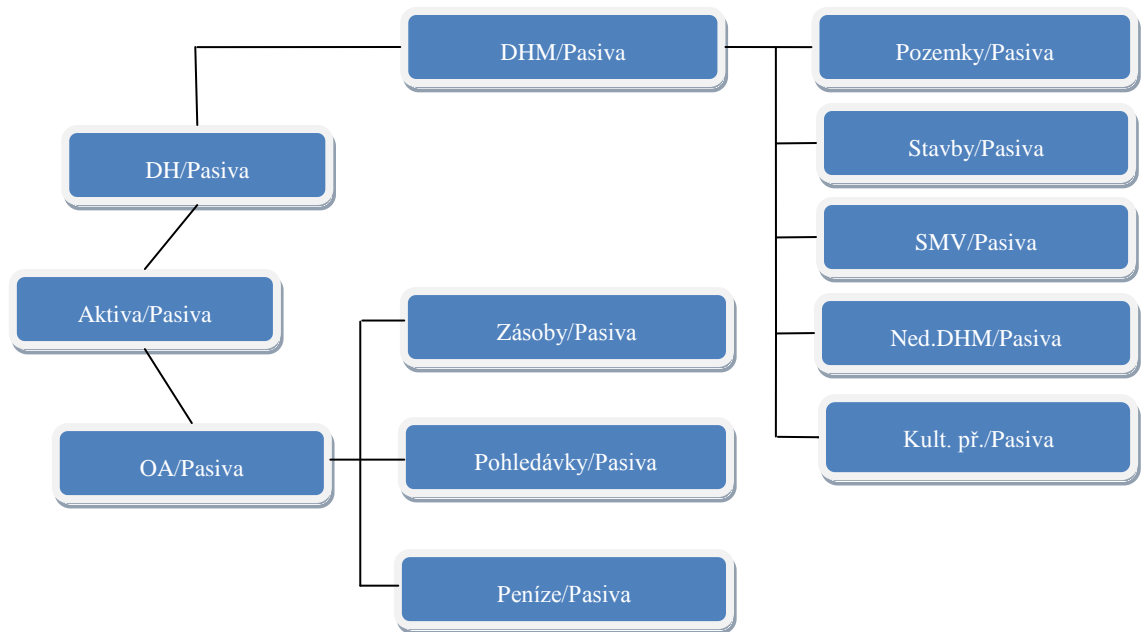 DHM/Pasiva
Pozemky/Pasiva
Stavby/Pasiva
DH/Pasiva
SMV/Pasiva
Aktiva/Pasiva
Zásoby/Pasiva
Ned.DHM/Pasiva
Kult. př./Pasiva
OA/Pasiva
Pohledávky/Pasiva
Peníze/Pasiva